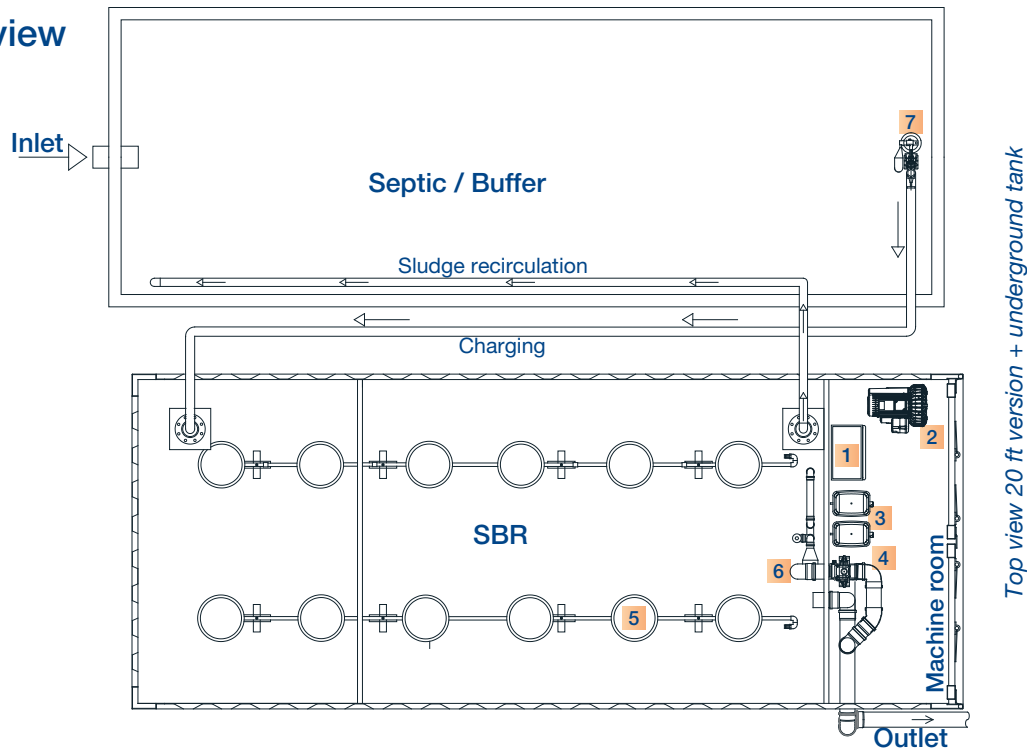 view
Inlet
7
Septic / Buffer
Sludge recirculation
Charging
Top view 20 ft version + underground tank
2
1
3
SBR
4
6
5
Machine room
Outlet